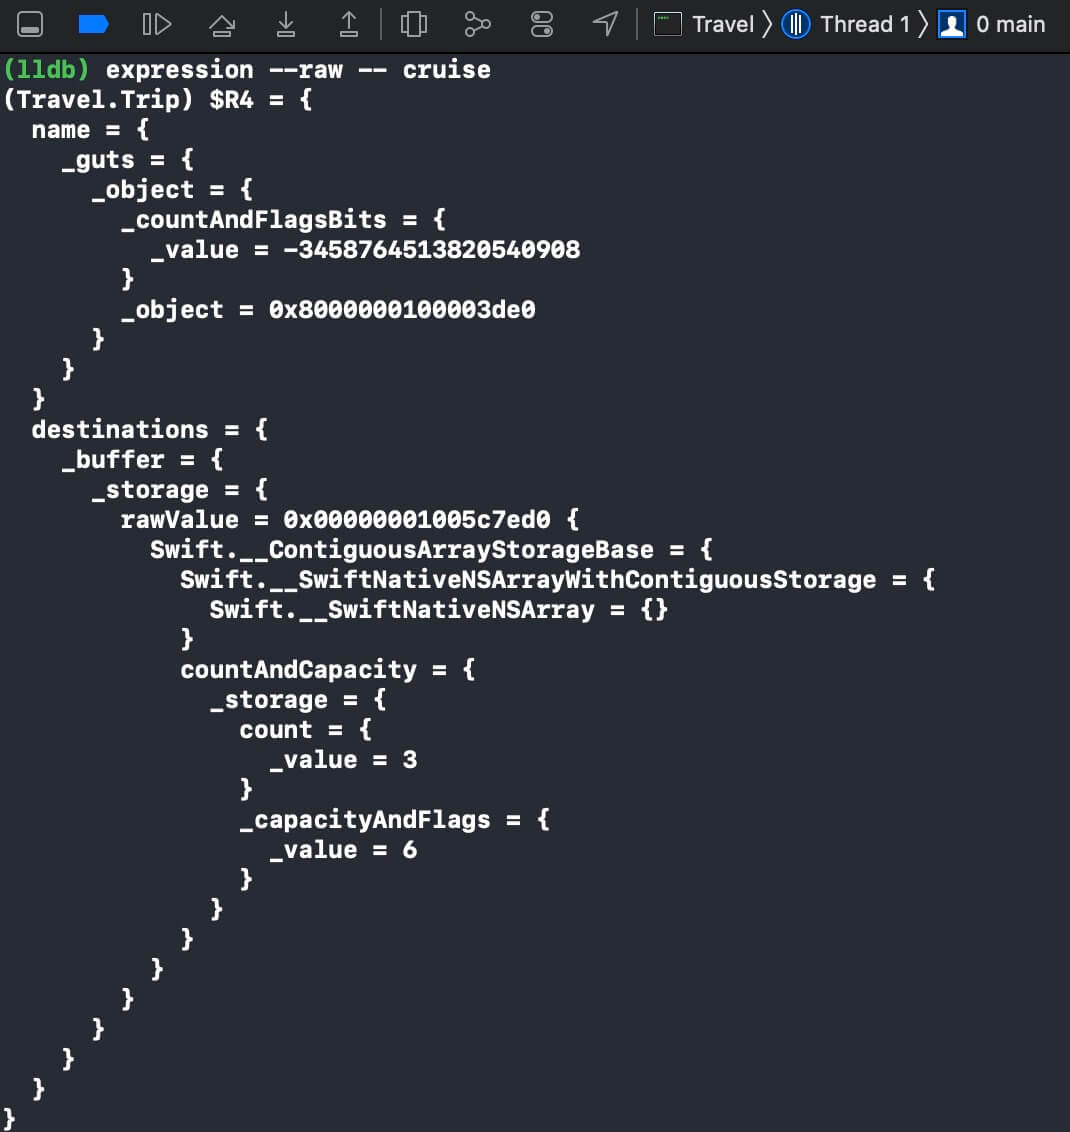 Travel 〉 Thread 1 〉 0 main
(lldb) expression --raw -- cruise
(Travel.Trip) $R4 = {
  name = {
    _guts = {
      _object = {
        _countAndFlagsBits = {
          _value = -3458764513820540908
        }
        _object = 0x8000000100003de0
      }
    }
  }
  destinations = {
    _buffer = {
      _storage = {
        rawValue = 0x00000001005c7ed0 {
          Swift.__ContiguousArrayStorageBase = {
            Swift.__SwiftNativeNSArrayWithContiguousStorage = {
              Swift.__SwiftNativeNSArray = {}
            }
            countAndCapacity = {
              _storage = {
                count = {
                  _value = 3
                }
                _capacityAndFlags = {
                  _value = 6
                }
              }
            }
          }
        }
      }
    }
  }
}